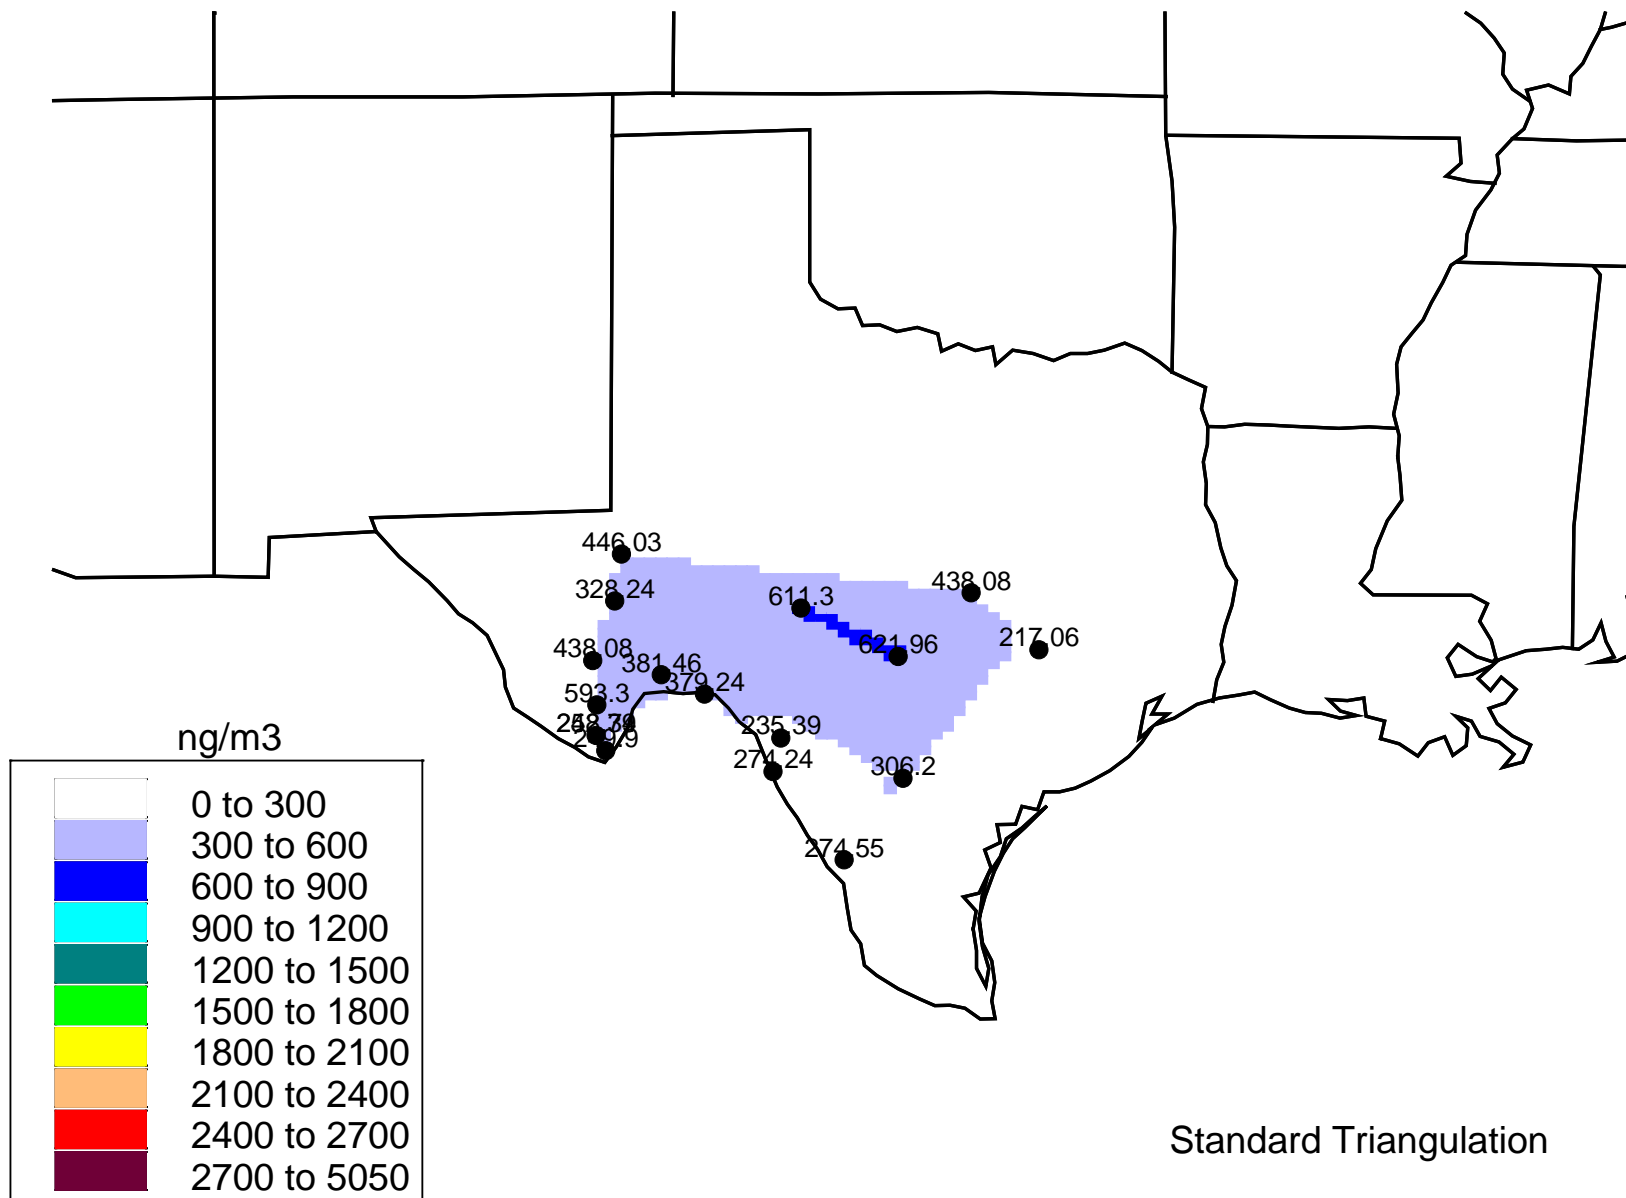 446.03
438.08
328.24
611.3
217.06
621.96
438.08
381.46
379.24
593.3
235.39
274.24
306.2
274.55
ng/m3
0 to 300
300 to 600
600 to 900
900 to 1200
1200 to 1500
1500 to 1800
1800 to 2100
2100 to 2400
2400 to 2700
2700 to 5050
Standard Triangulation